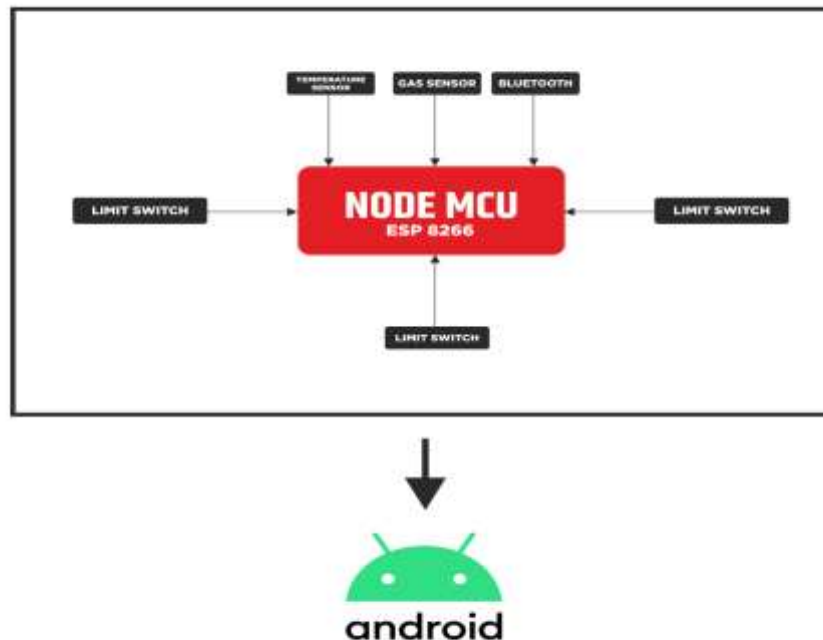 TEMPERATURE
SENSOR
GAS SENSOR
BLUETOOTH
NODE MCU
ESP 8266
LIMIT SWITCH
LIMIT SWITCH
LIMIT SWITCH
android